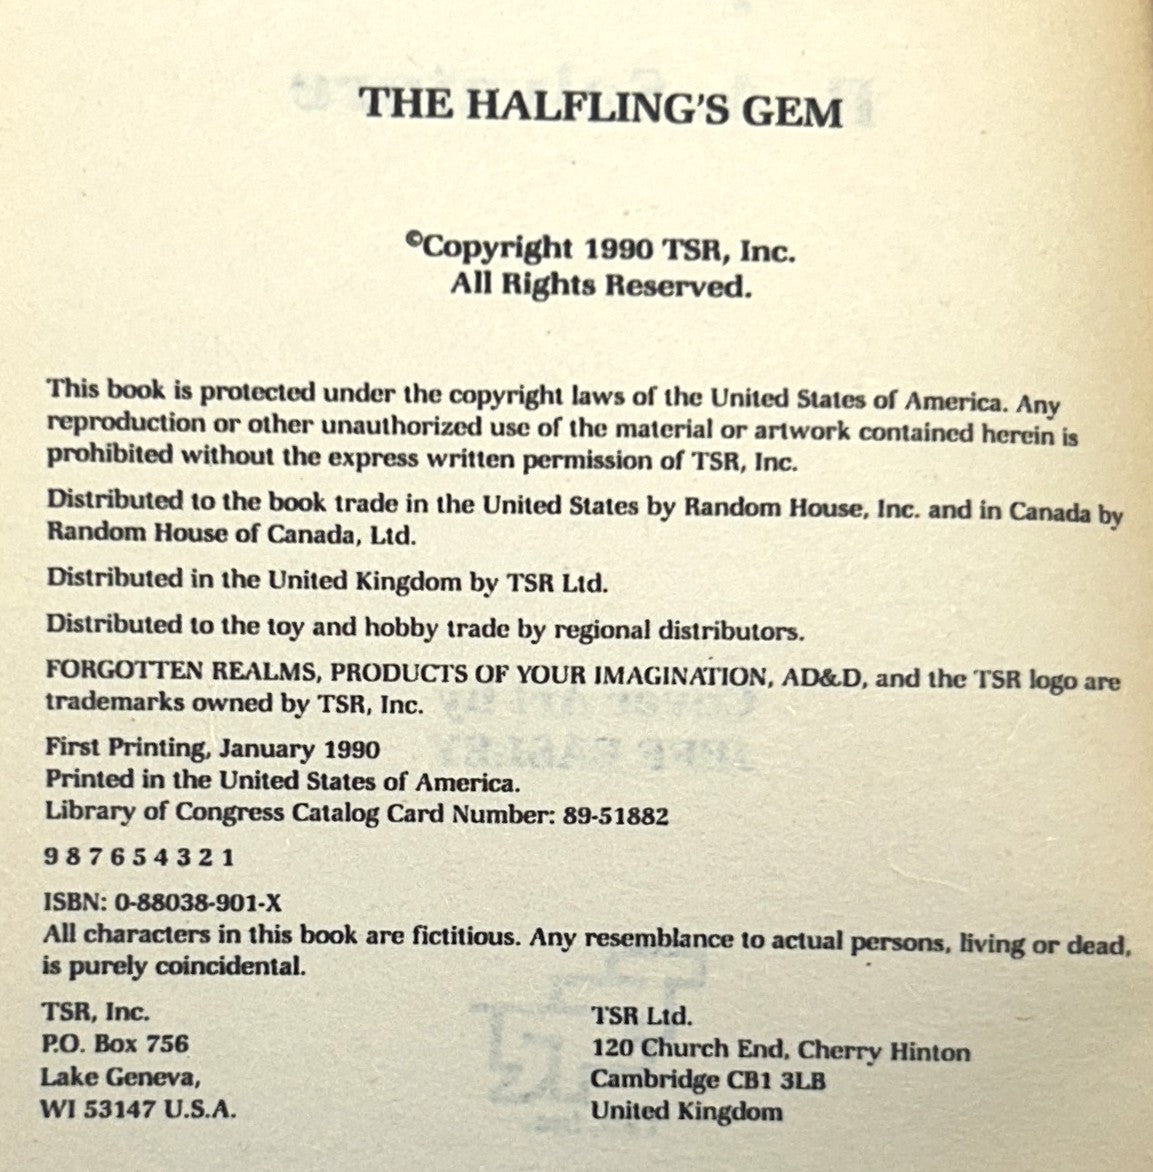 THE HALFLING'S GEM
©Copyright 1990 TSR, Inc.
All Rights Reserved.
This book is protected under the copyright laws of the United States of America. Any
reproduction or other unauthorized use of the material or artwork contained herein is
prohibited without the express written permission of TSR, Inc.
Distributed to the book trade in the United States by Random House, Inc. and in Canada by
Random House of Canada, Ltd.
Distributed in the United Kingdom by TSR Ltd.
Distributed to the toy and hobby trade by regional distributors.
FORGOTTEN REALMS, PRODUCTS OF YOUR IMAGINATION, AD&D, and the TSR logo are
trademarks owned by TSR, Inc.
First Printing, January 1990
Printed in the United States of America.
Library of Congress Catalog Card Number: 89-51882
9 8 7 6 5 4 3 2 1
ISBN: 0-88038-901-X
All characters in this book are fictitious. Any resemblance to actual persons, living or dead,
is purely coincidental.
TSR, Inc.
P.O. Box 756
Lake Geneva,
WI 53147 U.S.A.
TSR Ltd.
120 Church End, Cherry Hinton
Cambridge CB1 3LB
United Kingdom